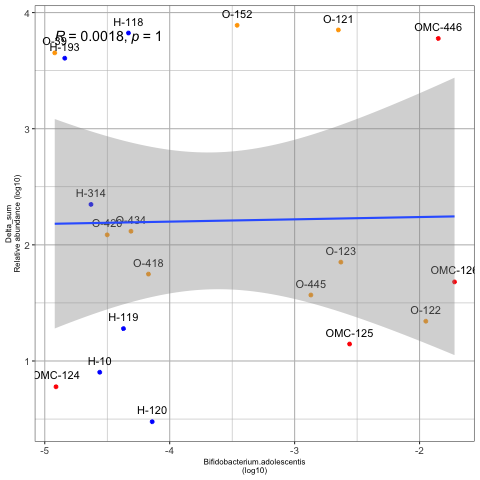 4
O-152
O-121
H-118
OMC-446
R = 0.0018, p = 1
H-193
3
H-314
O-434
2
O-123
O-418
OMC-126
O-445
O-122
H-119
OMC-125
1
H-10
OMC-124
H-120
-5
-4
-3
-2
Bifidobacterium.adolescentis
(log10)
Delta_sum
Relative abundance (log10)